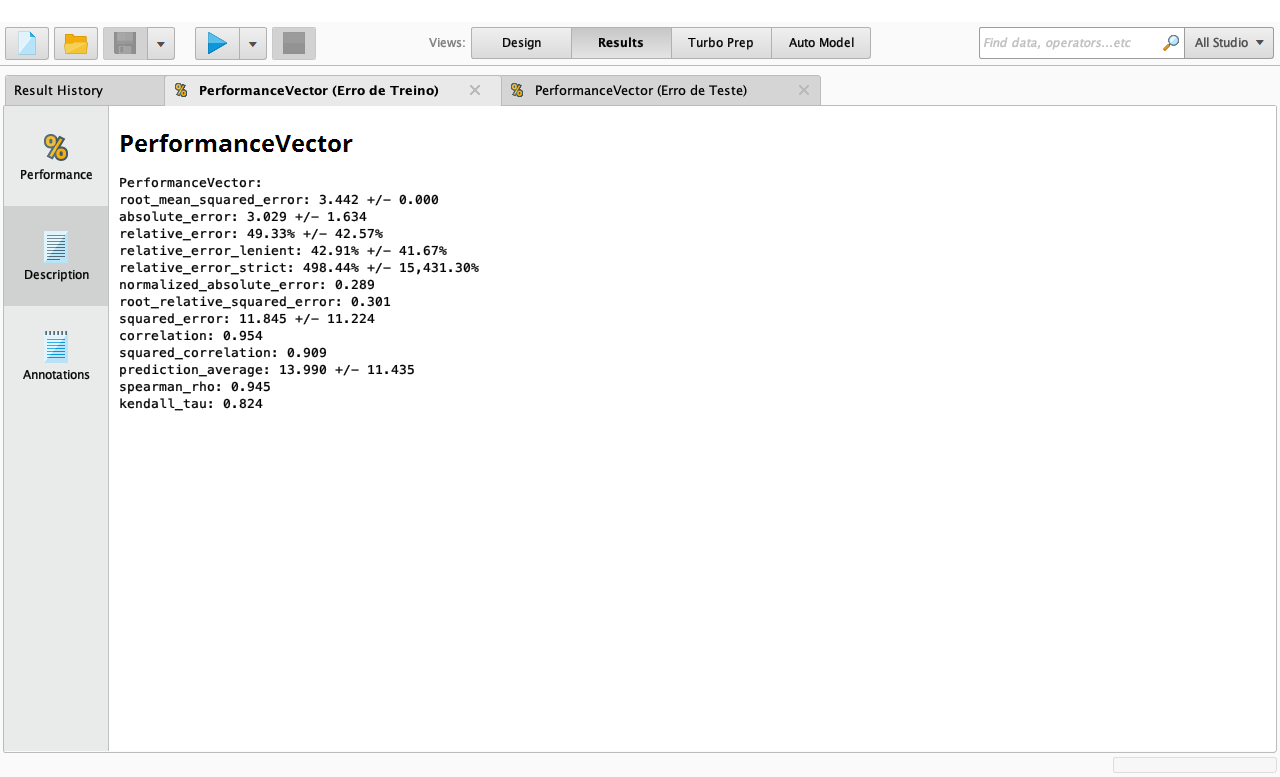 Views:
Design
Results
Turbo Prep
Auto Model
Find data, operators...etc
All Studio
Result History
PerformanceVector (Erro de Treino)
PerformanceVector (Erro de Teste)
Performance
Description
Annotations
PerformanceVector
PerformanceVector:
root_mean_squared_error: 3.442 +/- 0.000
absolute_error: 3.029 +/- 1.634
relative_error: 49.33% +/- 42.57%
relative_error_lenient: 42.91% +/- 41.67%
relative_error_strict: 498.44% +/- 15,431.30%
normalized_absolute_error: 0.289
root_relative_squared_error: 0.301
squared_error: 11.845 +/- 11.224
correlation: 0.954
squared_correlation: 0.909
prediction_average: 13.990 +/- 11.435
spearman_rho: 0.945
kendall_tau: 0.824